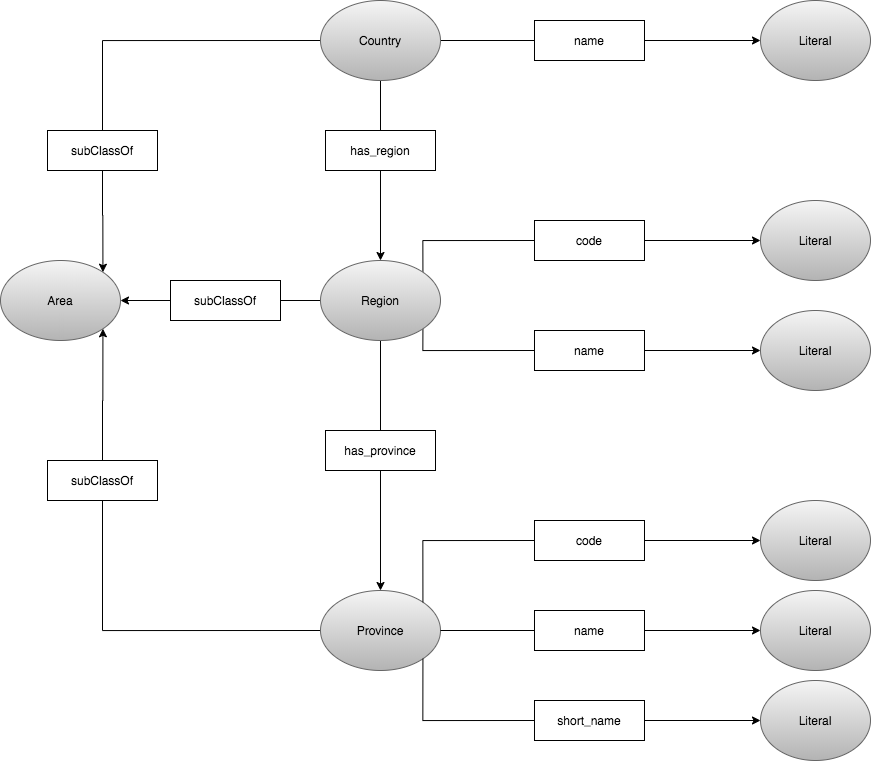 Country
name
Literal
subClassOf
has_region
code
Literal
Area
subClassOf
Region
name
Literal
has_province
subClassOf
code
Literal
Province
name
Literal
short_name
Literal